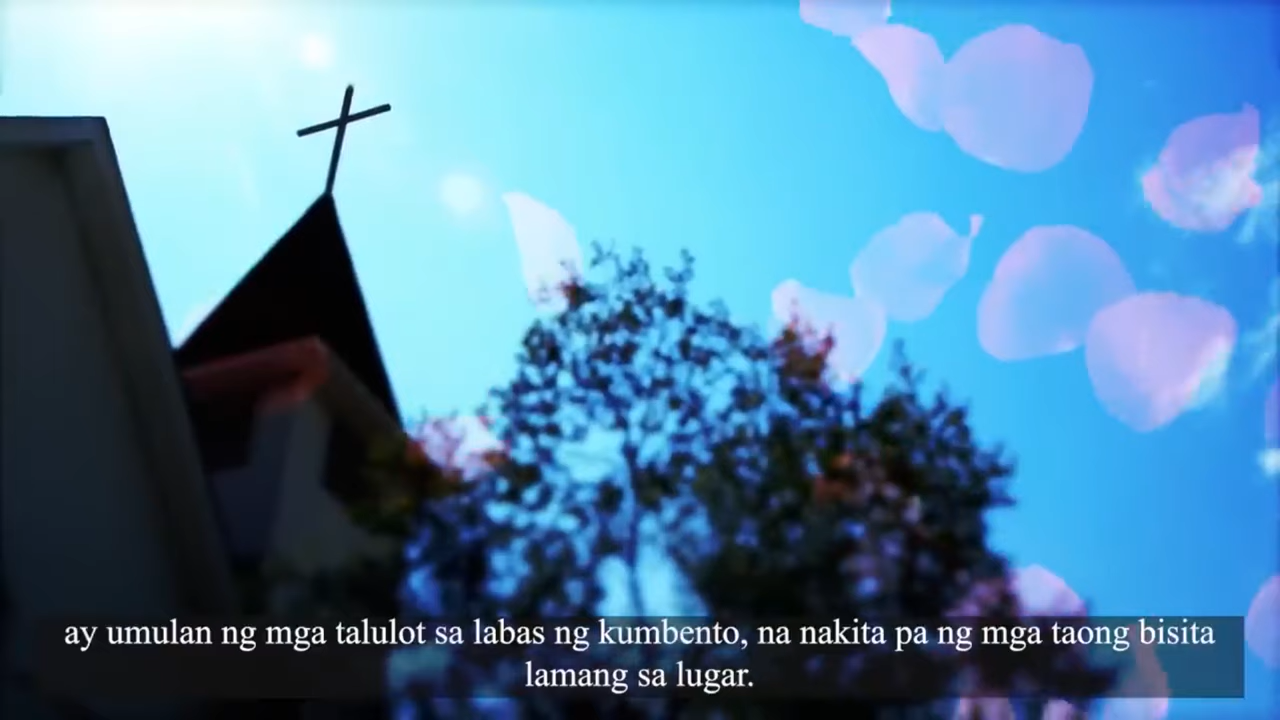 ay umulan ng mga talulot sa labas ng kumbento, na nakita pa ng mga taong bisita
lamang sa lugar.